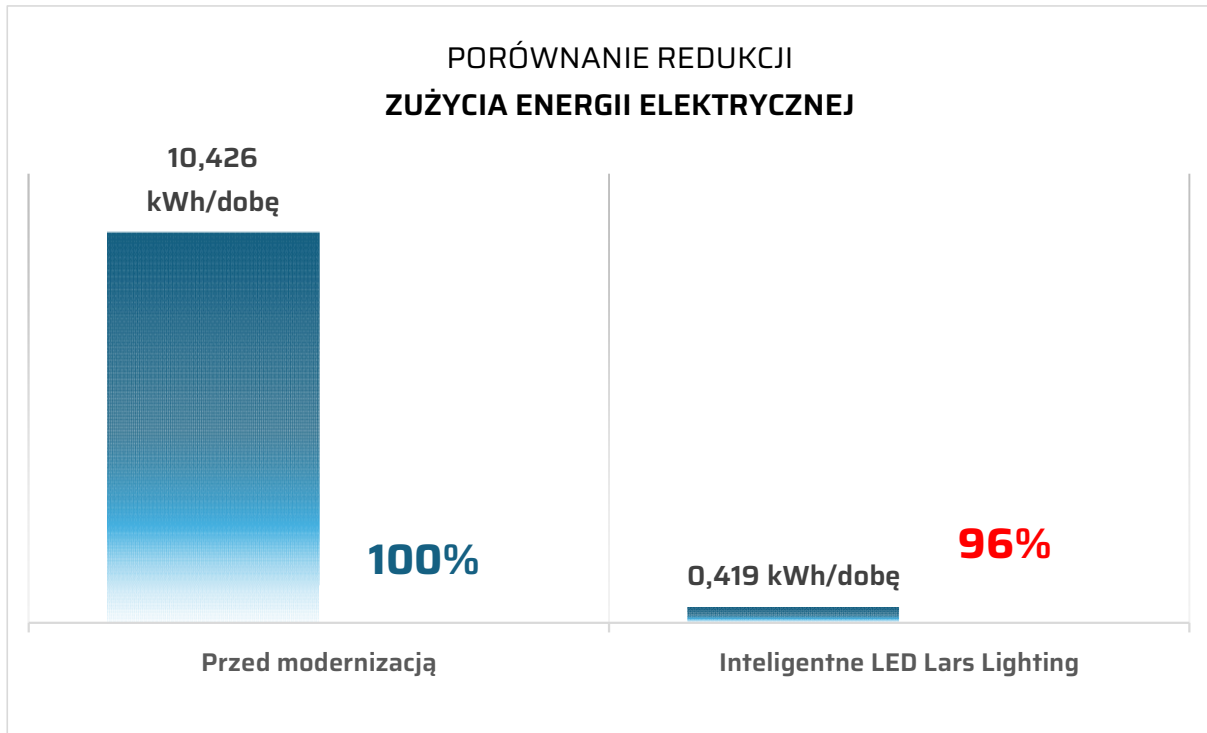 PORÓWNANIE REDUKCJI
ZUŻYCIA ENERGII ELEKTRYCZNEJ
10,426
kWh/dobę
100%
96%
0,419 kWh/dobę
Przed modernizacją
Inteligentne LED Lars Lighting